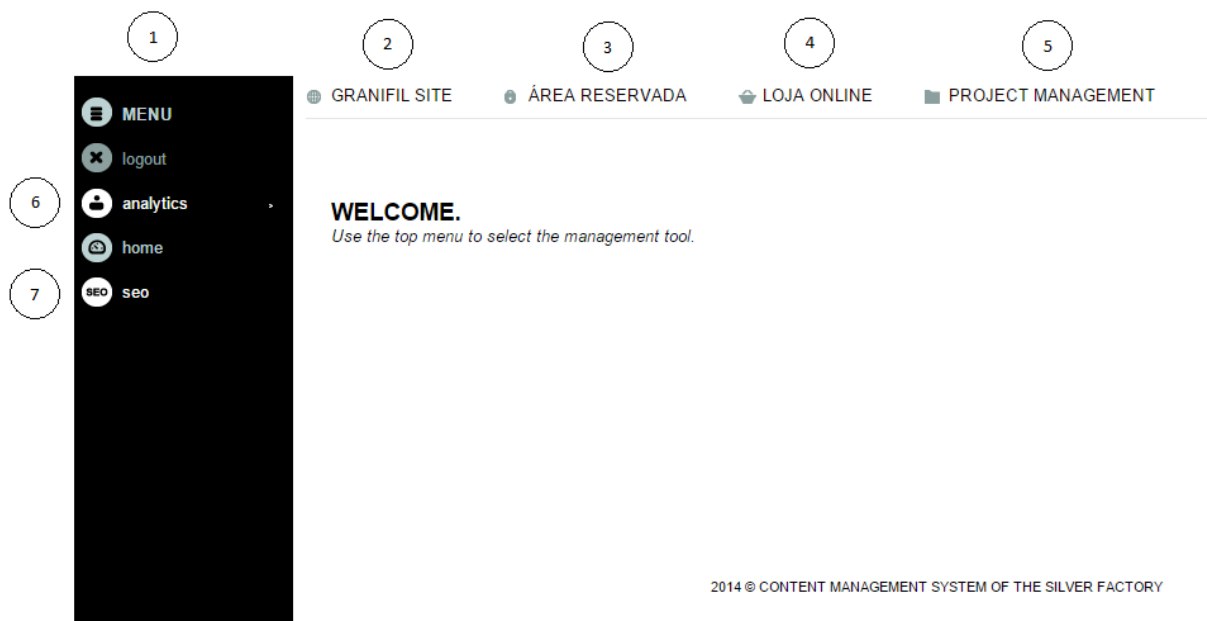 1
2
3
4
5
GRANIFIL SITE
ÁREA RESERVADA
LOJA ONLINE
PROJECT MANAGEMENT
MENU
logout
6
analytics
home
7
SEO
seo
WELCOME.
Use the top menu to select the management tool.
2014 © CONTENT MANAGEMENT SYSTEM OF THE SILVER FACTORY